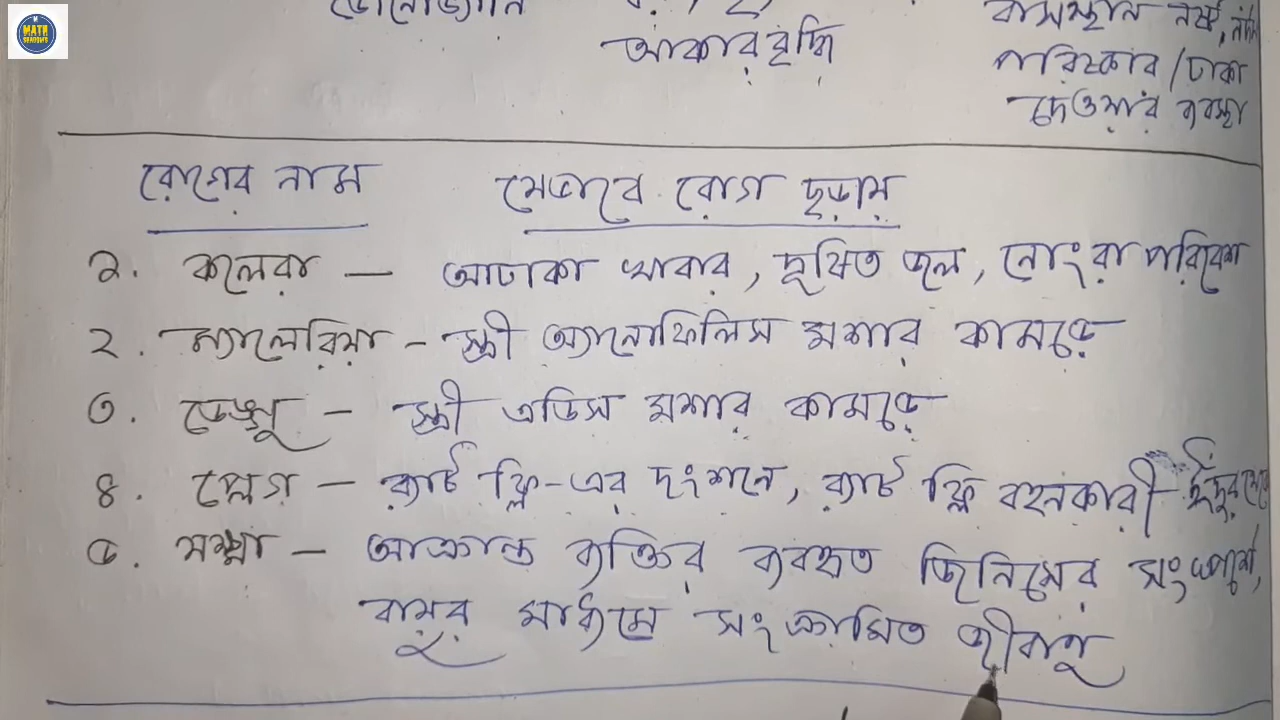 MATH
আকার বৃদ্ধি
বাসস্থান নষ্ট,
পরিষ্কার / ঢাকা
দেওয়ার ব্যবস্থা
রোগের নাম যেভাবে রোগ ছড়ায়
১. কলেরা — আঢাকা খাবার, দূষিত জল, নোংরা পরিবেশ
২. ম্যালেরিয়া - স্ত্রী অ্যানোফিলিস মশার কামড়ে
৩. ডেঙ্গু - স্ত্রী এডিস মশার কামড়ে
৪. প্লেগ - র‍্যাট ফ্লি-এর দংশনে, র‍্যাট ফ্লি বহনকারী ইঁদুর থেকে
৫. যক্ষ্মা - আক্রান্ত ব্যক্তির ব্যবহৃত জিনিষের সংস্পর্শে,
বায়ুর মাধ্যমে সংক্রামিত জীবাণু